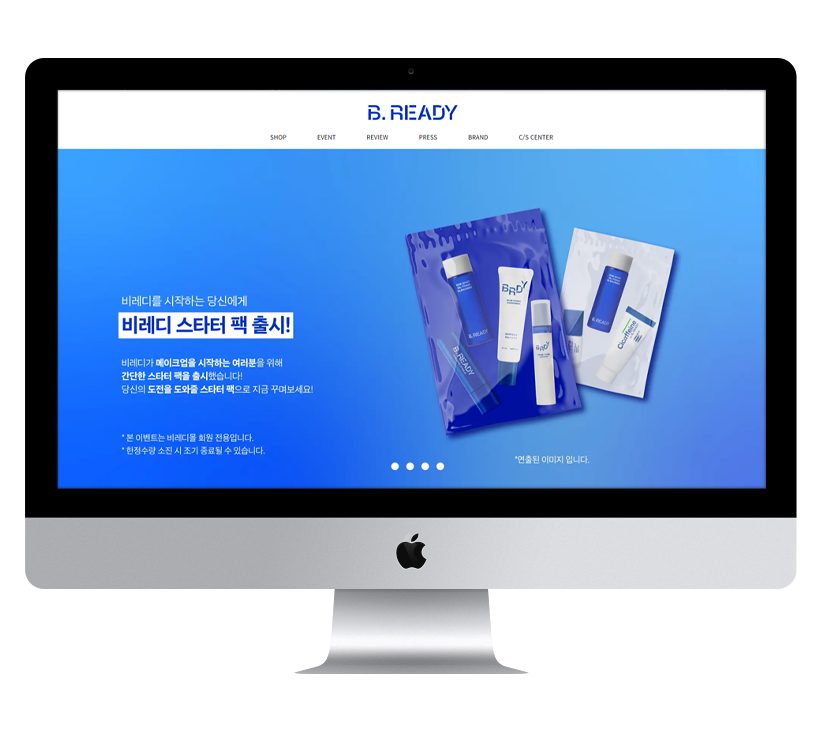 B. READY
SHOP EVENT REVIEW PRESS BRAND C/S CENTER
비레디를 시작하는 당신에게
비레디 스타터 팩 출시!
비레디가 메이크업을 시작하는 여러분을 위해
간단한 스타터 팩을 출시했습니다!
당신의 도전을 도와줄 스타터 팩으로 지금 꾸며보세요!
* 본 이벤트는 비레디몰 회원 전용입니다.
* 한정수량 소진 시 조기 종료될 수 있습니다.
B.READY
BRDY
B.READY
BRDY
B.READY
Cicaffeine
*연출된 이미지 입니다.